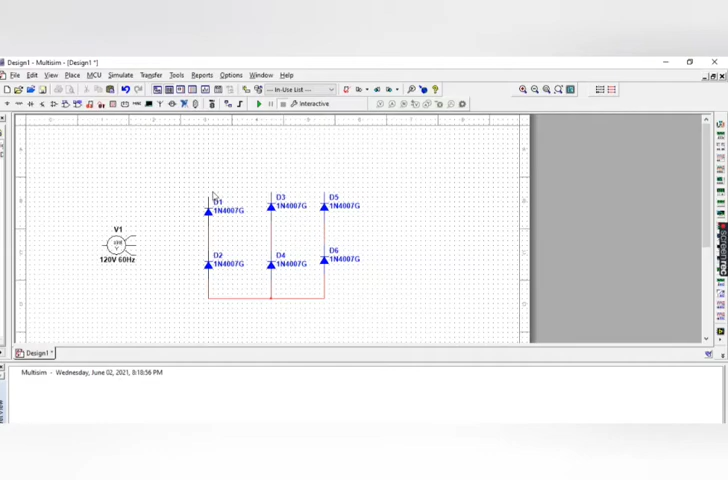 Design1 - Multisim - [Design1 *]
File Edit View Place MCU Simulate Transfer Tools Reports Options Window Help
--- In-Use List ---
Interactive
D1
1N4007G
D3
1N4007G
D5
1N4007G
V1
120V 60Hz
D2
1N4007G
D4
1N4007G
D6
1N4007G
Design1 *
Multisim - Wednesday, June 02, 2021, 8:18:56 PM